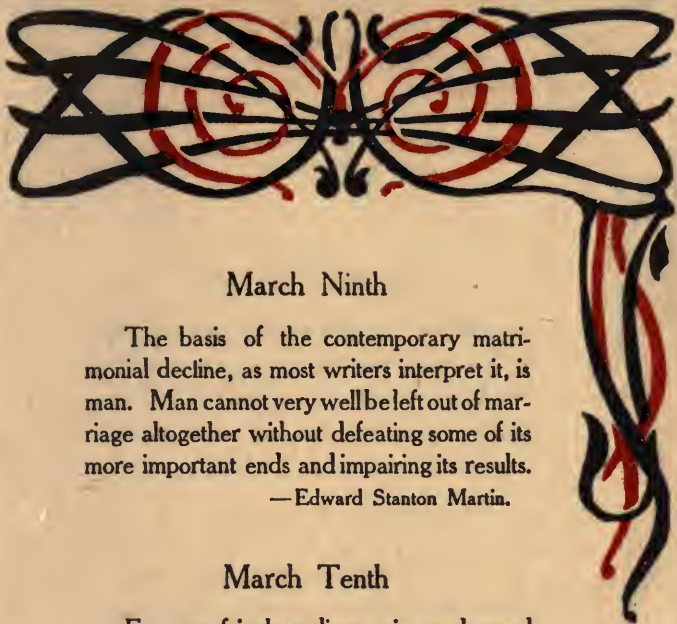 March Ninth
The basis of the contemporary matri-
monial decline, as most writers interpret it, is
man. Man cannot very well be left out of mar-
riage altogether without defeating some of its
more important ends and impairing its results.
—Edward Stanton Martin.
March Tenth